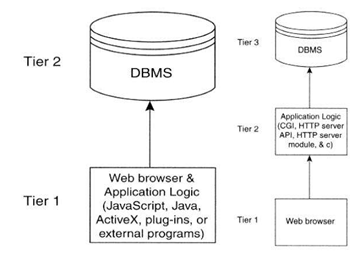 Tier 2
DBMS
Tier 1
Web browser &
Application Logic
(JavaScript, Java,
ActiveX, plug-ins, or
external programs)
Tier 3
DBMS
Tier 2
Application Logic
(CGI, HTTP server
API, HTTP server
module, & c)
Tier 1
Web browser